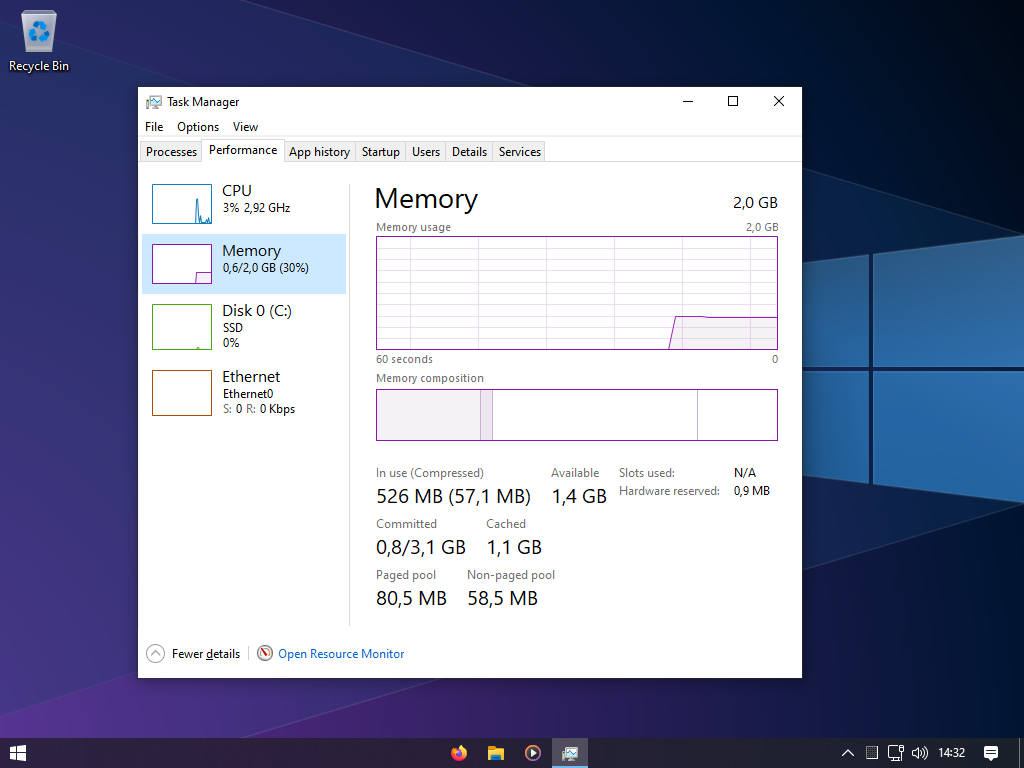 Recycle Bin
Task Manager
File Options View
Processes Performance App history Startup Users Details Services
CPU
3% 2,92 GHz
Memory
0,6/2,0 GB (30%)
Disk 0 (C:)
SSD
0%
Ethernet
Ethernet0
S: 0 R: 0 Kbps
Memory 2,0 GB
Memory usage 2,0 GB
60 seconds 0
Memory composition
In use (Compressed) Available Slots used: N/A
526 MB (57,1 MB) 1,4 GB Hardware reserved: 0,9 MB
Committed Cached
0,8/3,1 GB 1,1 GB
Paged pool Non-paged pool
80,5 MB 58,5 MB
Fewer details Open Resource Monitor
14:32